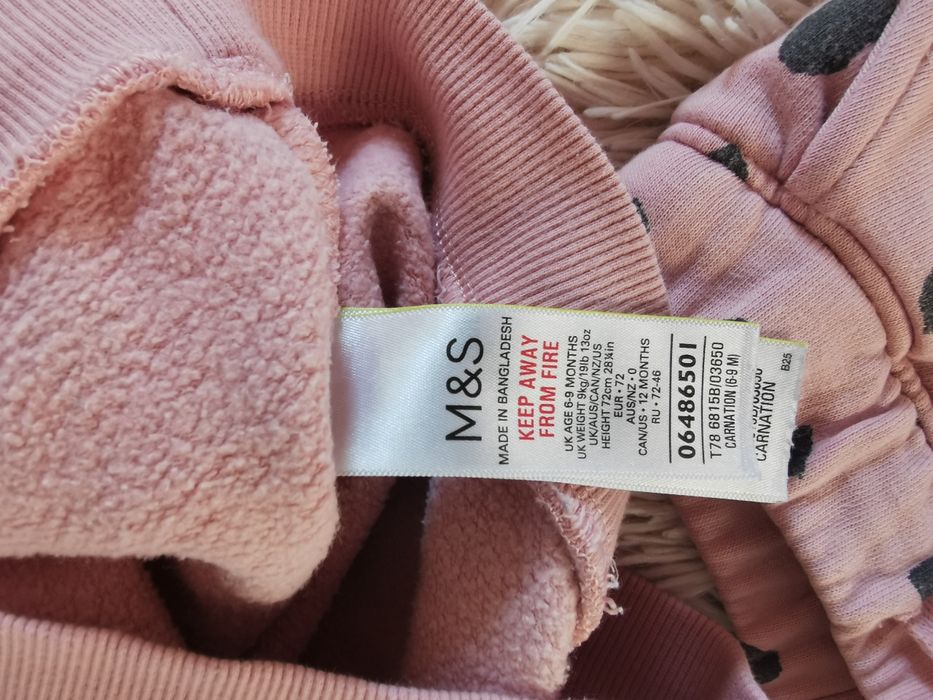 M&S
MADE IN BANGLADESH
KEEP AWAY
FROM FIRE
UK AGE 6-9 MONTHS
UK WEIGHT 9kg/19lb 13oz
UK/AUS/CAN/NZ/US
HEIGHT 72cm 28¼in
EUR • 72
AUS/NZ • 0
CAN/US • 12 MONTHS
RU • 72-46
06486501
T78 6815B/03650
CARNATION (6-9 M)
CARNATION
B25